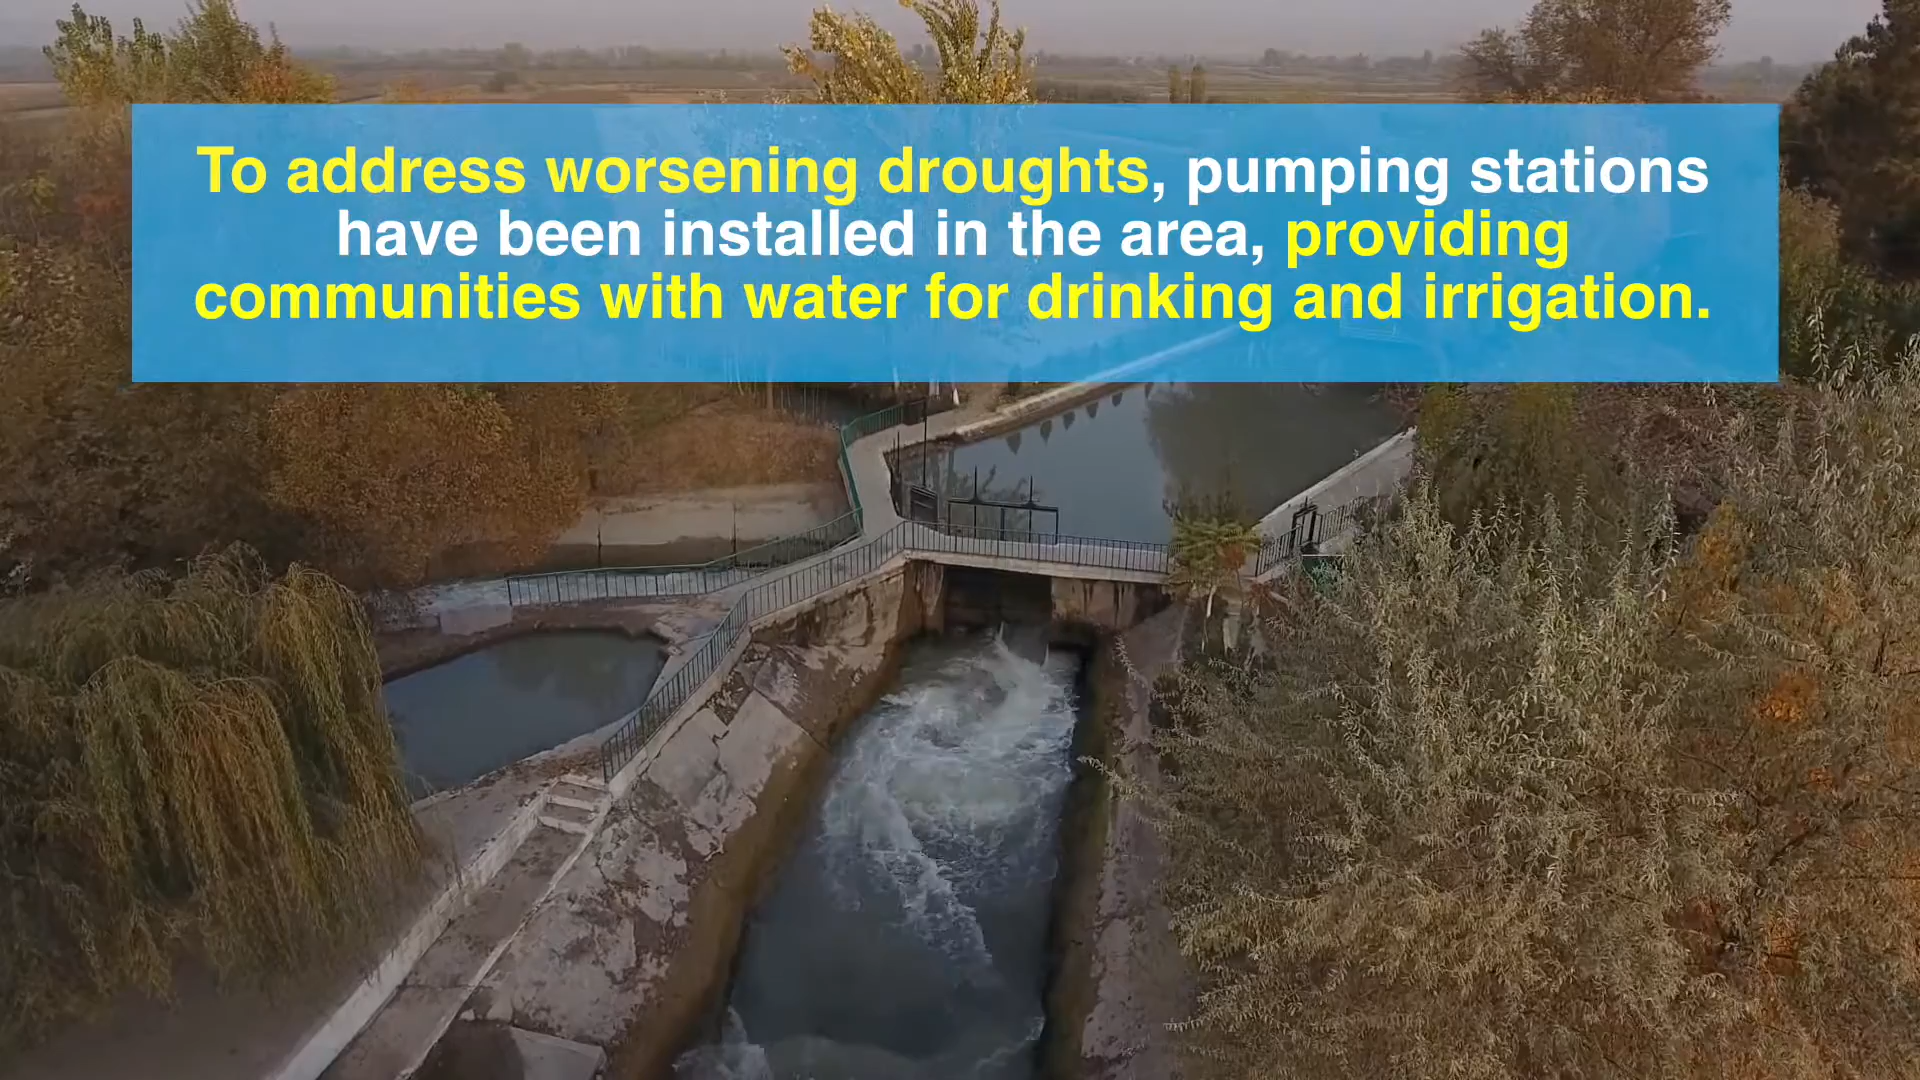 To address worsening droughts, pumping stations
have been installed in the area, providing
communities with water for drinking and irrigation.